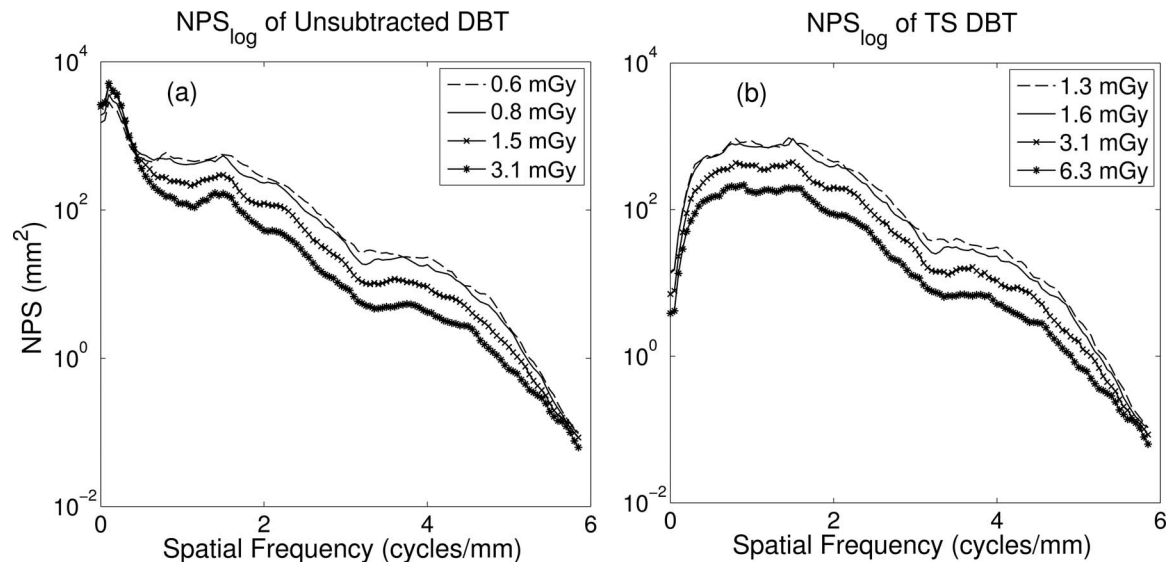 NPS_log of Unsubtracted DBT
10^4
10^2
10^0
10^-2
NPS (mm^2)
(a)
0.6 mGy
0.8 mGy
1.5 mGy
3.1 mGy
0
2
4
6
Spatial Frequency (cycles/mm)
NPS_log of TS DBT
10^4
10^2
10^0
10^-2
(b)
1.3 mGy
1.6 mGy
3.1 mGy
6.3 mGy
0
2
4
6
Spatial Frequency (cycles/mm)